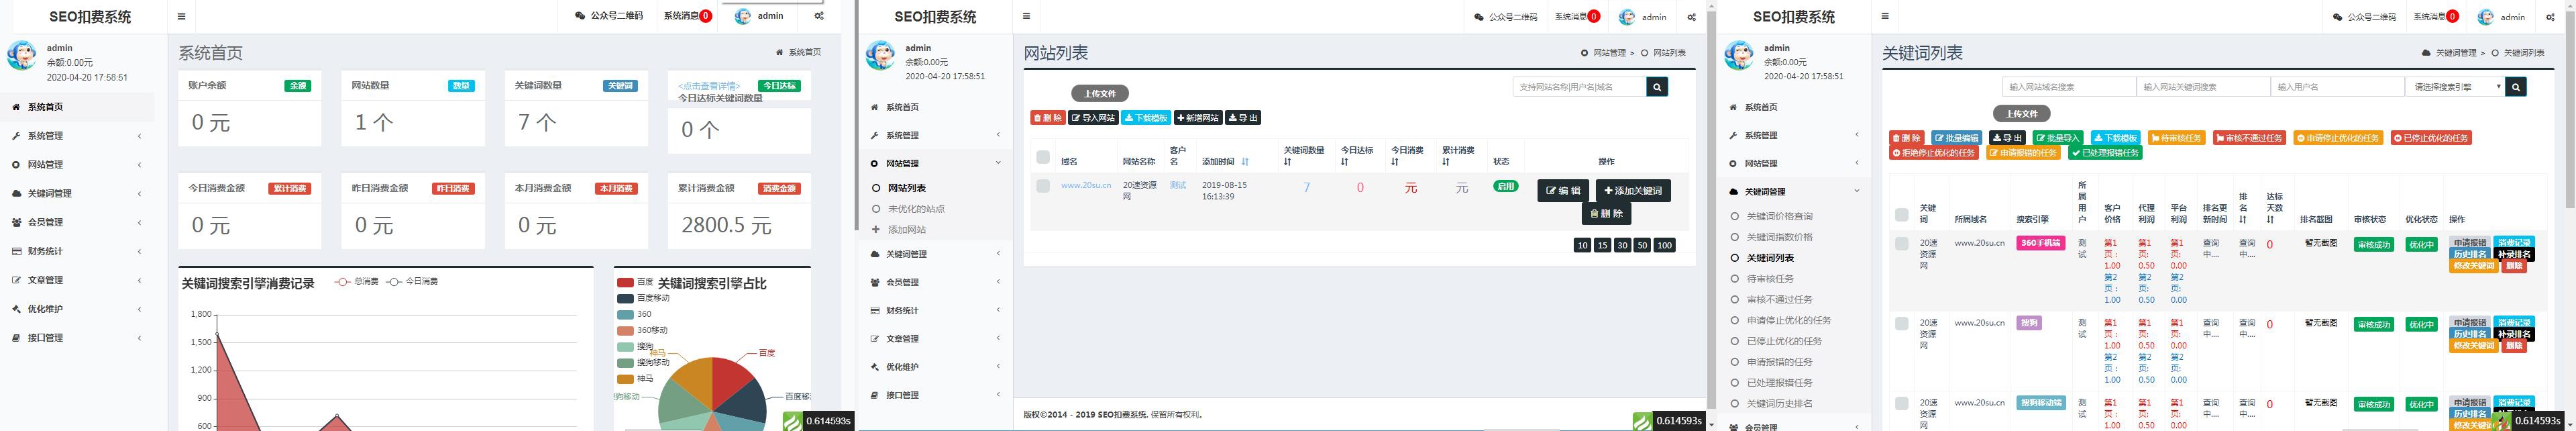 SEO扣费系统
公众号二维码
系统消息 0
admin
admin
余额:0.00元
2020-04-20 17:58:51
系统首页
系统管理
网站管理
关键词管理
会员管理
财务统计
文章管理
优化维护
接口管理
系统首页
系统首页
账户余额 余额
0 元
网站数量 数量
1 个
关键词数量 关键词
7 个
<点击查看详情> 今日达标
今日达标关键词数量
0 个
今日消费金额 累计消费
0 元
昨日消费金额 昨日消费
0 元
本月消费金额 本月消费
0 元
累计消费金额 消费金额
2800.5 元
关键词搜索引擎消费记录
总消费 今日消费
1,800
1,500
1,200
900
600
关键词搜索引擎占比
百度
百度移动
360
360移动
搜狗
搜狗移动
神马
神马
百度
百度移
狗移动
0.614593s
SEO扣费系统
公众号二维码
系统消息 0
admin
admin
余额:0.00元
2020-04-20 17:58:51
系统首页
系统管理
网站管理
网站列表
未优化的站点
添加网站
关键词管理
会员管理
财务统计
文章管理
优化维护
接口管理
网站列表
网站管理 > 网站列表
支持网站名称|用户名|域名
上传文件
删 除 导入网站 下载模板 新增网站 导 出
域名 网站名称 客户名 添加时间 关键词数量 今日达标 今日消费 累计消费 状态 操作
www.20su.cn 20速资源网 测试 2019-08-15 16:13:39 7 0 元 元 启用 编 辑 添加关键词
删 除
10 15 30 50 100
版权©2014 - 2019 SEO扣费系统. 保留所有权利。
0.614593s
SEO扣费系统
公众号二维码
系统消息 0
admin
admin
余额:0.00元
2020-04-20 17:58:51
系统首页
系统管理
网站管理
关键词管理
关键词价格查询
关键词指数价格
关键词列表
待审核任务
审核不通过任务
申请停止优化的任务
已停止优化的任务
申请报错任务
已处理报错任务
关键词历史排名
会员管理
关键词列表
关键词管理 > 关键词列表
输入网站域名搜索 输入网站关键词搜索 输入用户名 请选择搜索引擎
上传文件
删 除 批量编辑 导 出 批量导入 下载模板 待审核任务 审核不通过任务 申请停止优化的任务 已停止优化的任务
拒绝停止优化的任务 申请报错的任务 已处理报错任务
关键词 所属域名 搜索引擎 所属用户 客户价格 代理利润 平台利润 排名更新时间 排名 达标天数 排名截图 审核状态 优化状态 操作
20速资源网 www.20su.cn 360手机端 测试 第1页：1.00 第2页：1.00 第1页:0.50 第2页:0.50 第1页:0.00 第2页:0.00 查询中.... 查询中.... 0 暂无截图 审核成功 优化中 申请报错 消费记录 历史排名 补录排名 修改关键词 删除
20速资源网 www.20su.cn 搜狗 测试 第1页：1.00 第2页：1.00 第1页:0.50 第2页:0.50 第1页:0.00 第2页:0.00 查询中.... 查询中.... 0 暂无截图 审核成功 优化中 申请报错 消费记录 历史排名 补录排名 修改关键词 删除
20速资源网 www.20su.cn 搜狗移动端 测试 第1页：1.00 第1页:0.50 第1页:0.00 查询中.... 查询中.... 0 暂无截图 审核成功 优化中 申请报错 消费记录 历史排名 修改关键词
0.614593s